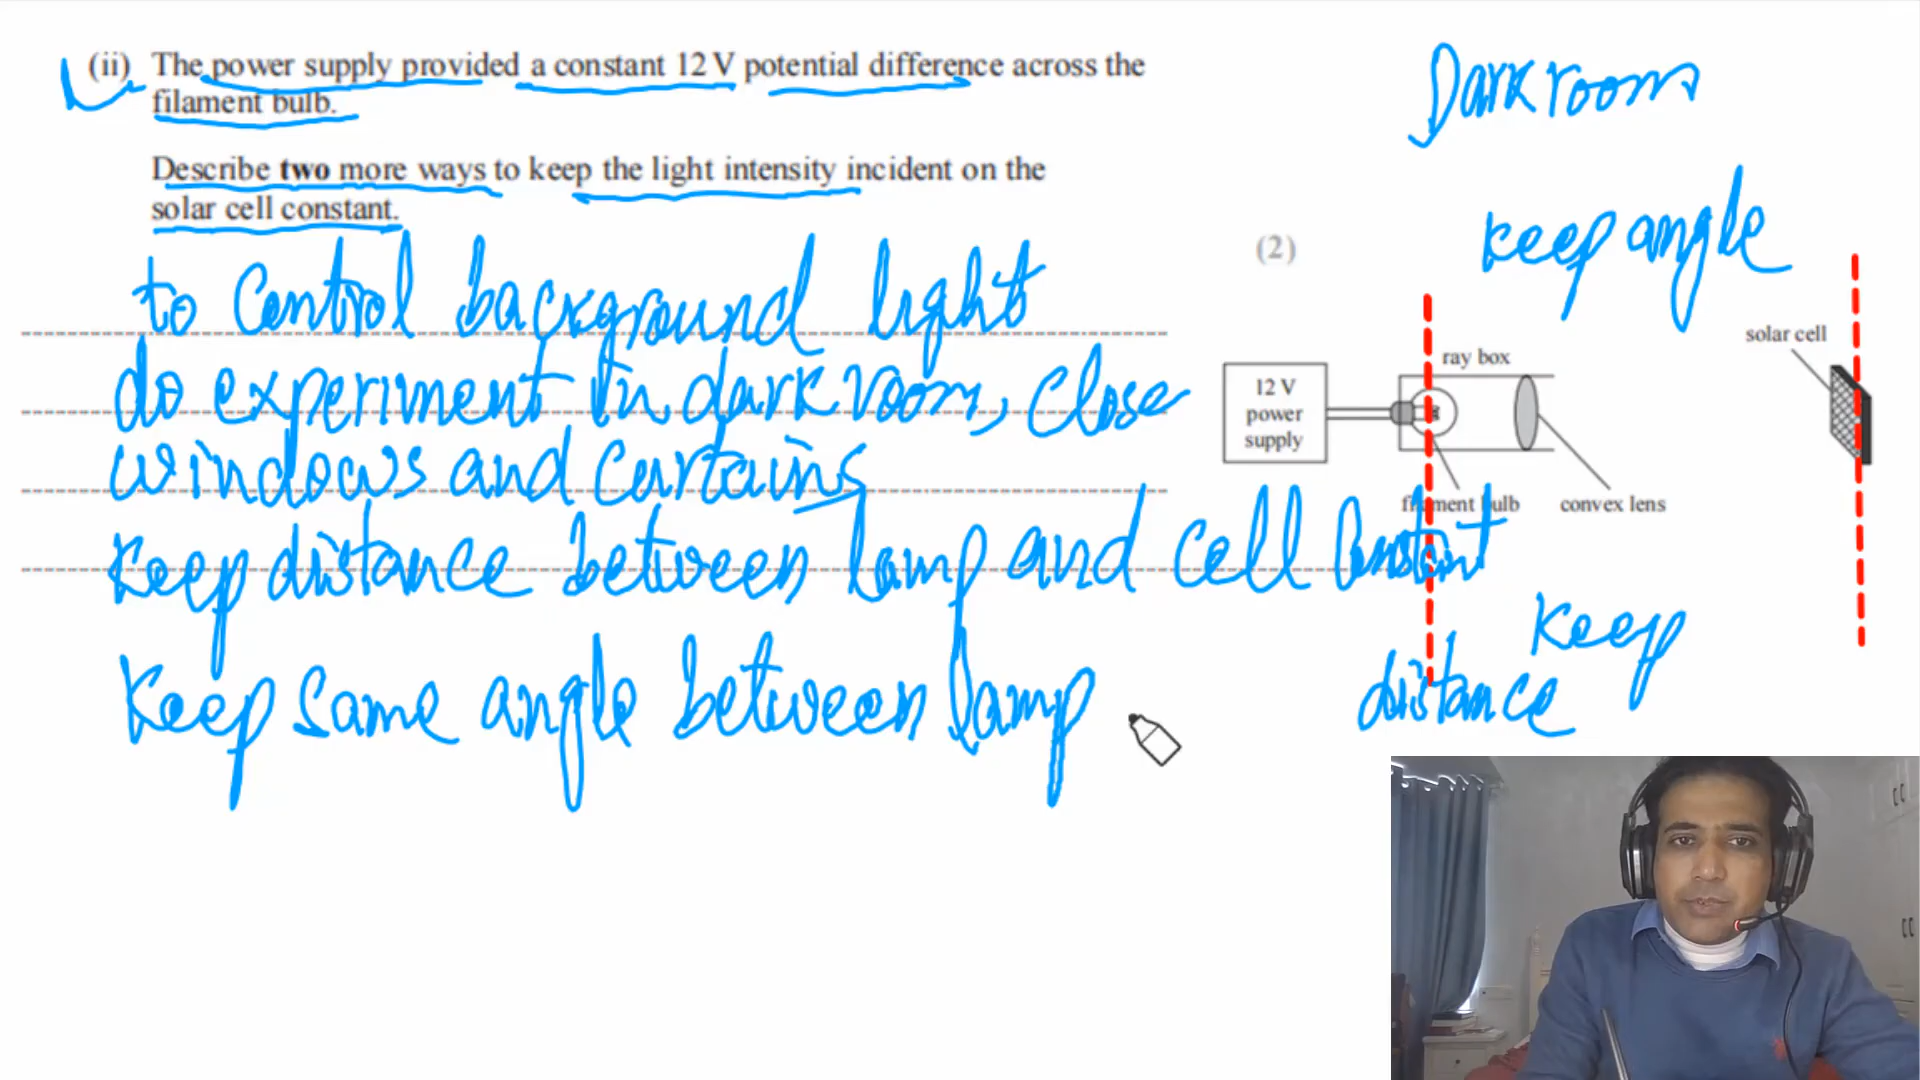 (ii) The power supply provided a constant 12 V potential difference across the
filament bulb.
Describe two more ways to keep the light intensity incident on the
solar cell constant.
(2)
to control background light
do experiment in dark room, close
windows and curtains
Keep distance between lamp and cell constant
Keep same angle between lamp
Dark room
keep angle
solar cell
ray box
12 V
power
supply
filament bulb
convex lens
keep
distance